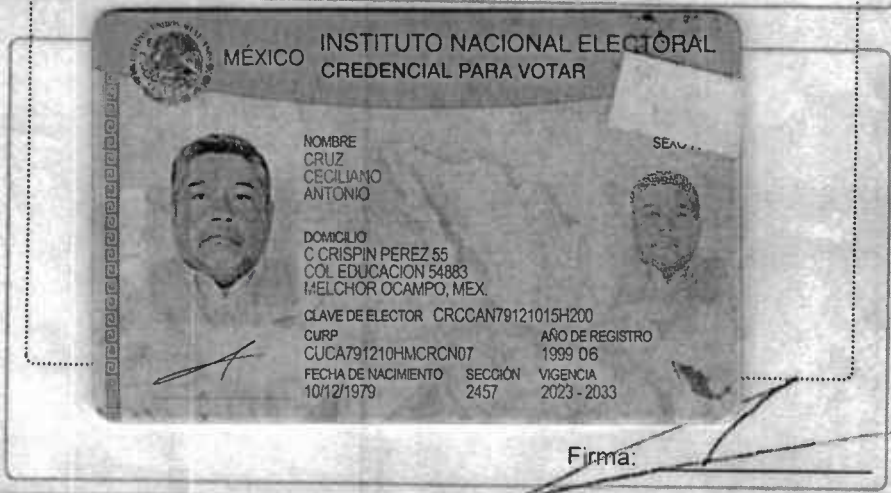 MÉXICO
INSTITUTO NACIONAL ELECTORAL
CREDENCIAL PARA VOTAR
NOMBRE
SEXO
CRUZ
CECILIANO
ANTONIO
DOMICILIO
C CRISPIN PEREZ 55
COL EDUCACION 54883
MELCHOR OCAMPO, MEX.
CLAVE DE ELECTOR CRCCAN79121015H200
CURP AÑO DE REGISTRO
CUCA791210HMCRCN07 1999 06
FECHA DE NACIMIENTO SECCIÓN VIGENCIA
10/12/1979 2457 2023 - 2033
Firma: